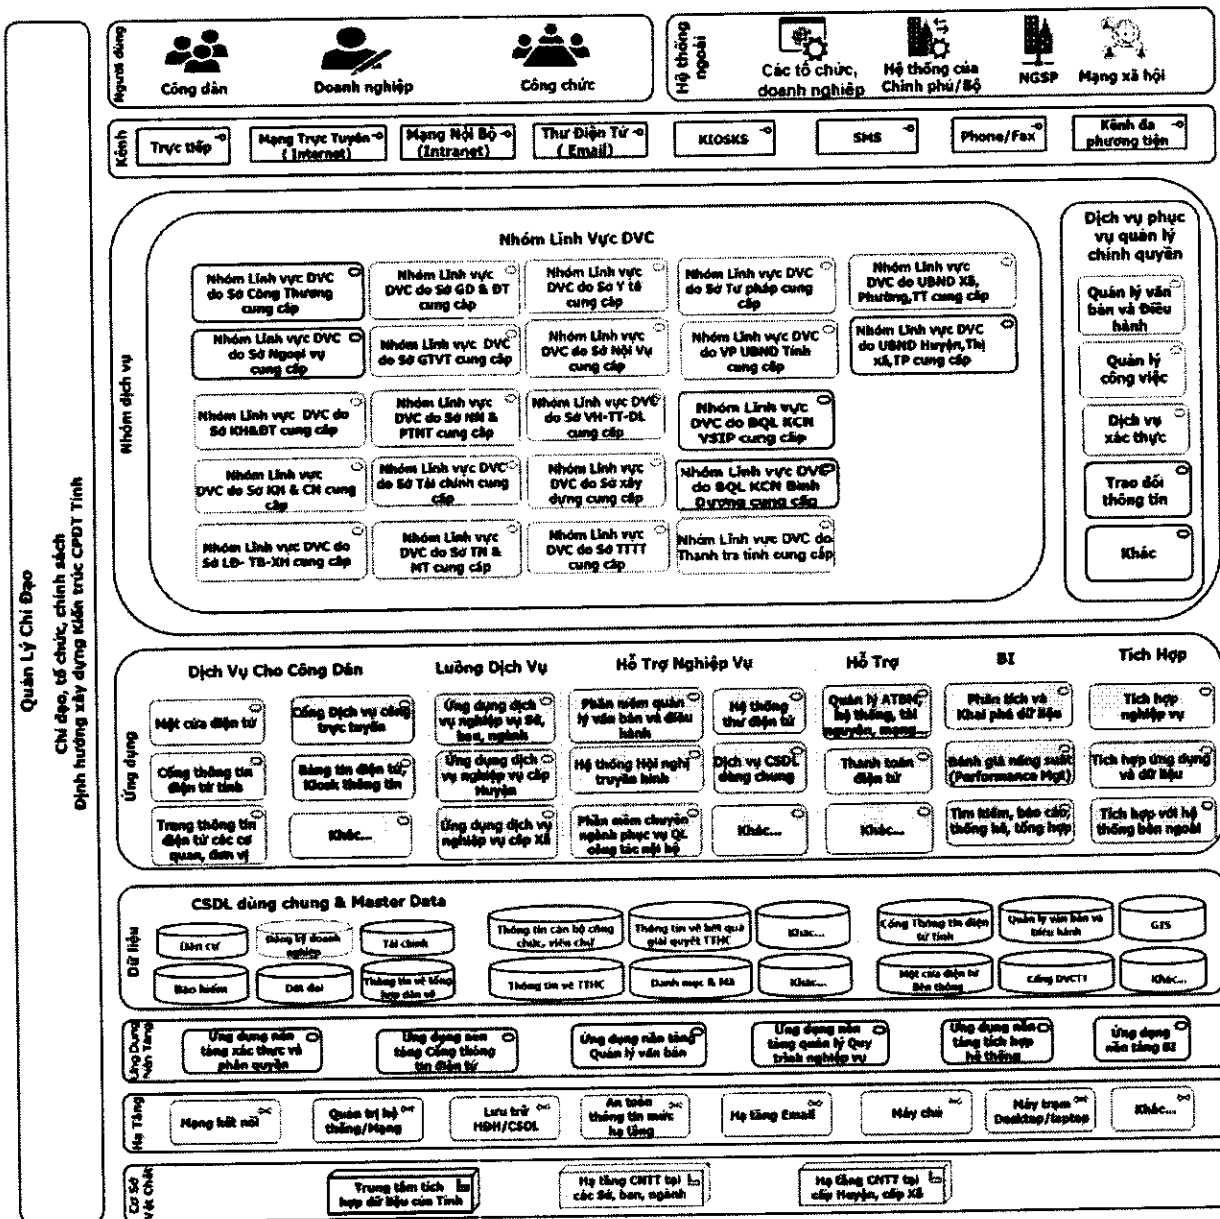 Quản Lý Chỉ Đạo
Chỉ đạo, tổ chức, chính sách
Định hướng xây dựng Kiến trúc CPĐT Tỉnh
Người dùng
Công dân
Doanh nghiệp
Công chức
Hệ thống
ngoài
Các tổ chức,
doanh nghiệp
Hệ thống của
Chính phủ/Bộ
NGSP
Mạng xã hội
Kênh
Trực tiếp
Mạng Trực Tuyến
( Internet)
Mạng Nội Bộ
(Intranet)
Thư Điện Tử
( Email)
KIOSKS
SMS
Phone/Fax
Kênh đa
phương tiện
Nhóm dịch vụ
Nhóm Lĩnh Vực DVC
Nhóm Lĩnh vực DVC
do Sở Công Thương
cung cấp
Nhóm Lĩnh vực
DVC do Sở GD & ĐT
cung cấp
Nhóm Lĩnh vực
DVC do Sở Y tế
cung cấp
Nhóm Lĩnh vực DVC
do Sở Tư pháp cung
cấp
Nhóm Lĩnh vực
DVC do UBND Xã,
Phường,TT cung cấp
Nhóm Lĩnh vực DVC
do Sở Ngoại vụ
cung cấp
Nhóm Lĩnh vực DVC
do Sở GTVT cung cấp
Nhóm Lĩnh vực
DVC do Sở Nội Vụ
cung cấp
Nhóm Lĩnh vực DVC
do VP UBND Tỉnh
cung cấp
Nhóm Lĩnh vực DVC
do UBND Huyện,Thị
xã,TP cung cấp
Nhóm Lĩnh vực DVC do
Sở KH&ĐT cung cấp
Nhóm Lĩnh vực
DVC do Sở NN &
PTNT cung cấp
Nhóm Lĩnh vực DVC
do Sở VH-TT-DL
cung cấp
Nhóm Lĩnh vực
DVC do BQL KCN
VSIP cung cấp
Nhóm Lĩnh vực
DVC do Sở KH & CN cung
cấp
Nhóm Lĩnh vực DVC
do Sở Tài chính cung
cấp
Nhóm Lĩnh vực
DVC do Sở xây
dựng cung cấp
Nhóm Lĩnh vực DVC
do BQL KCN Bình
Dương cung cấp
Nhóm Lĩnh vực DVC do
Sở LĐ- TB-XH cung cấp
Nhóm Lĩnh vực
DVC do Sở TN &
MT cung cấp
Nhóm Lĩnh vực
DVC do Sở TTTT
cung cấp
Nhóm Lĩnh vực DVC do
Thanh tra tỉnh cung cấp
Dịch vụ phục
vụ quản lý
chính quyền
Quản lý văn
bản và Điều
hành
Quản lý
công việc
Dịch vụ
xác thực
Trao đổi
thông tin
Khác
Ứng dụng
Dịch Vụ Cho Công Dân
Luồng Dịch Vụ
Hỗ Trợ Nghiệp Vụ
Hỗ Trợ
BI
Tích Hợp
Một cửa điện tử
Cổng Dịch vụ công
trực tuyến
Ứng dụng dịch
vụ nghiệp vụ Sở,
ban, ngành
Phần mềm quản
lý văn bản và điều
hành
Hệ thống
thư điện tử
Quản lý ATBM,
hệ thống, tài
nguyên, mạng...
Phân tích và
Khai phá dữ liệu
Tích hợp
nghiệp vụ
Cổng thông tin
điện tử tỉnh
Bảng tin điện tử,
Kiosk thông tin
Ứng dụng dịch
vụ nghiệp vụ cấp
Huyện
Hệ thống Hội nghị
truyền hình
Dịch vụ CSDL
dùng chung
Thanh toán
điện tử
Đánh giá năng suất
(Performance Mgt)
Tích hợp ứng dụng
và dữ liệu
Trang thông tin
điện tử các cơ
quan, đơn vị
Khác...
Ứng dụng dịch vụ
nghiệp vụ cấp Xã
Phần mềm chuyên
ngành phục vụ QL
công tác nội bộ
Khác...
Khác...
Tìm kiếm, báo cáo,
thống kê, tổng hợp
Tích hợp với hệ
thống bên ngoài
Dữ liệu
CSDL dùng chung & Master Data
Dân cư
Đăng ký doanh
nghiệp
Tài chính
Thông tin cán bộ công
chức, viên chứ
Thông tin về kết quả
giải quyết TTHC
Khác...
Cổng Thông tin điện
tử tỉnh
Quản lý văn bản và
Điều hành
GIS
Bảo hiểm
Đất đai
Thông tin về tổng
hợp dân số
Thông tin về TTHC
Danh mục & Mã
Khác...
Một cửa điện tử
liên thông
Cổng DVCTT
Khác...
Ứng Dụng
Nền Tảng
Ứng dụng nền
tảng xác thực và
phân quyền
Ứng dụng nền
tảng Cổng thông
tin điện tử
Ứng dụng nền tảng
Quản lý văn bản
Ứng dụng nền
tảng quản lý Quy
trình nghiệp vụ
Ứng dụng nền
tảng tích hợp
hệ thống
Ứng dụng
nền tảng BI
Hạ Tầng
Mạng kết nối
Quản trị hệ
thống/Mạng
Lưu trữ
HĐH/CSDL
An toàn
thông tin mức
hạ tầng
Hạ tầng Email
Máy chủ
Máy trạm
Desktop/laptop
Khác...
Cơ Sở
Vật Chất
Trung tâm tích
hợp dữ liệu của Tỉnh
Hạ tầng CNTT tại
các Sở, ban, ngành
Hạ tầng CNTT tại
cấp Huyện, cấp Xã